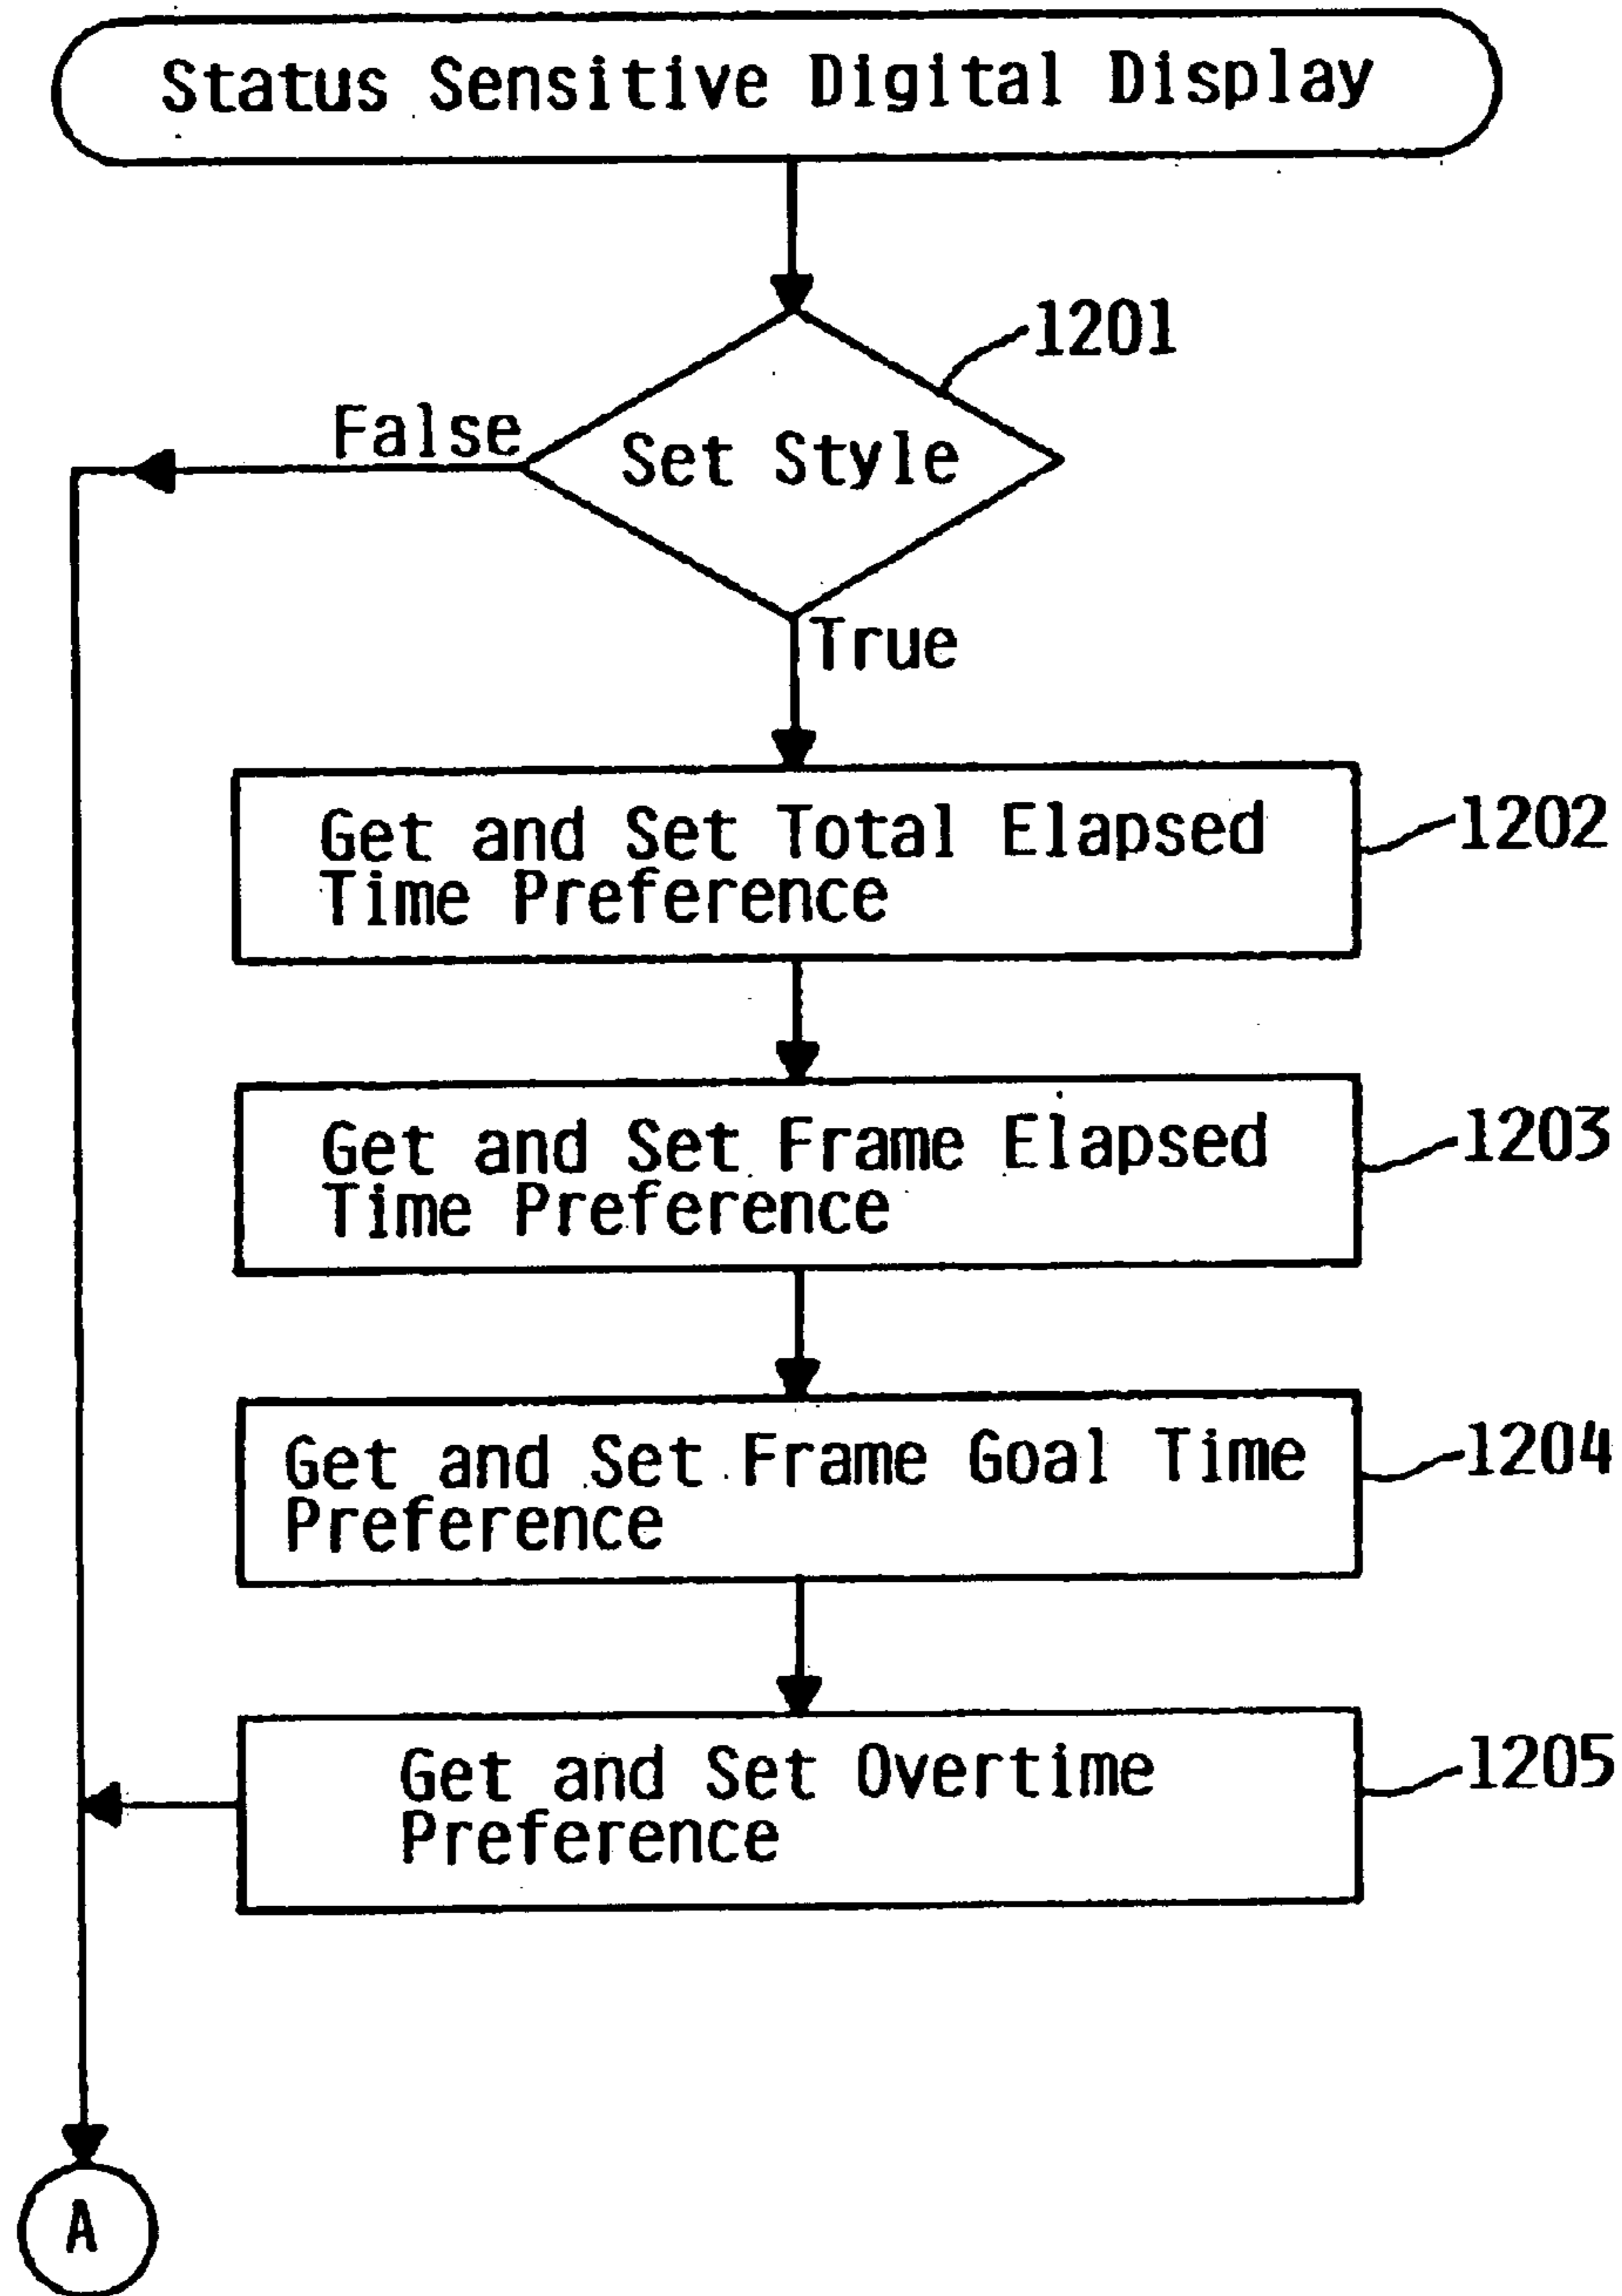 Status Sensitive Digital Display
1201
False
Set Style
True
Get and Set Total Elapsed
Time Preference
1202
Get and Set Frame Elapsed
Time Preference
1203
Get and Set Frame Goal Time
Preference
1204
Get and Set Overtime
Preference
1205
A